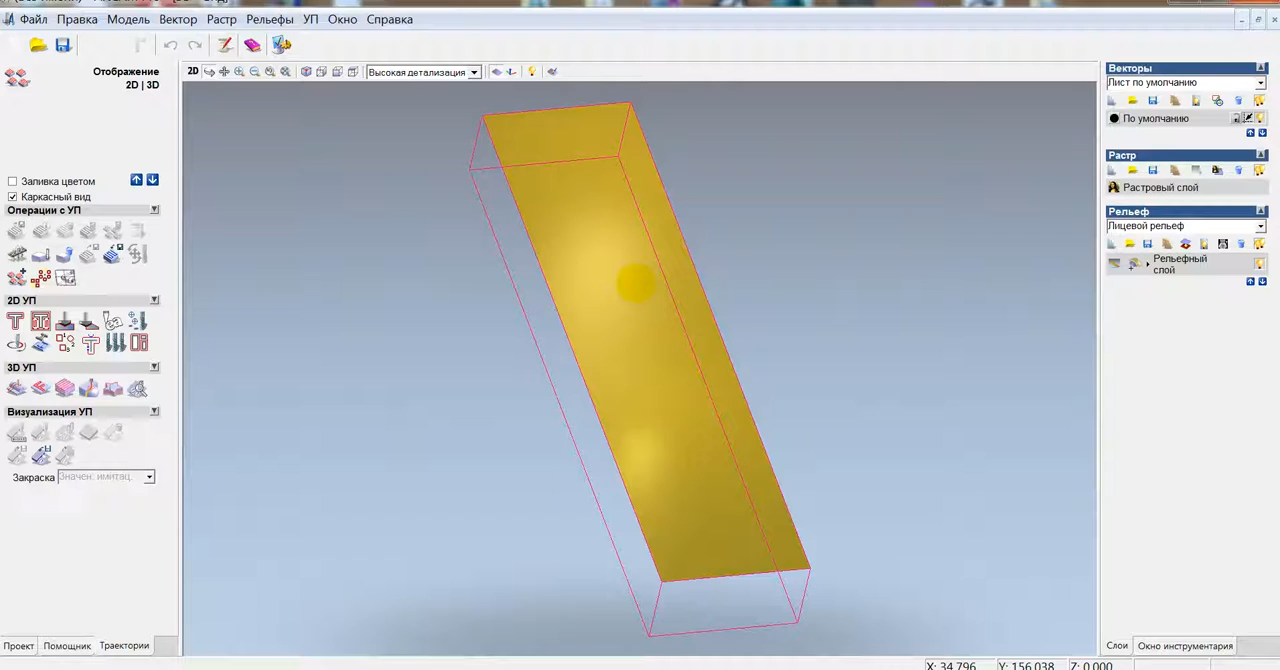 Файл Правка Модель Вектор Растр Рельефы УП Окно Справка
Отображение
2D | 3D
2D
Высокая детализация
Заливка цветом
Каркасный вид
Операции с УП
2D УП
3D УП
Визуализация УП
Закраска Значен. имитац.
Проект Помощник Траектории
Векторы
Лист по умолчанию
По умолчанию
Растр
Растровый слой
Рельеф
Лицевой рельеф
Рельефный
слой
Слои Окно инструментария
X: 34.796 Y: 156.038 Z: 0.000